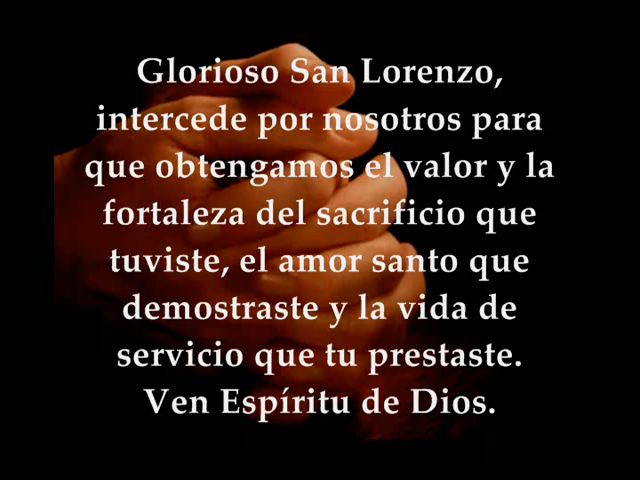 Glorioso San Lorenzo,
intercede por nosotros para
que obtengamos el valor y la
fortaleza del sacrificio que
tuviste, el amor santo que
demostraste y la vida de
servicio que tu prestaste.
Ven Espíritu de Dios.